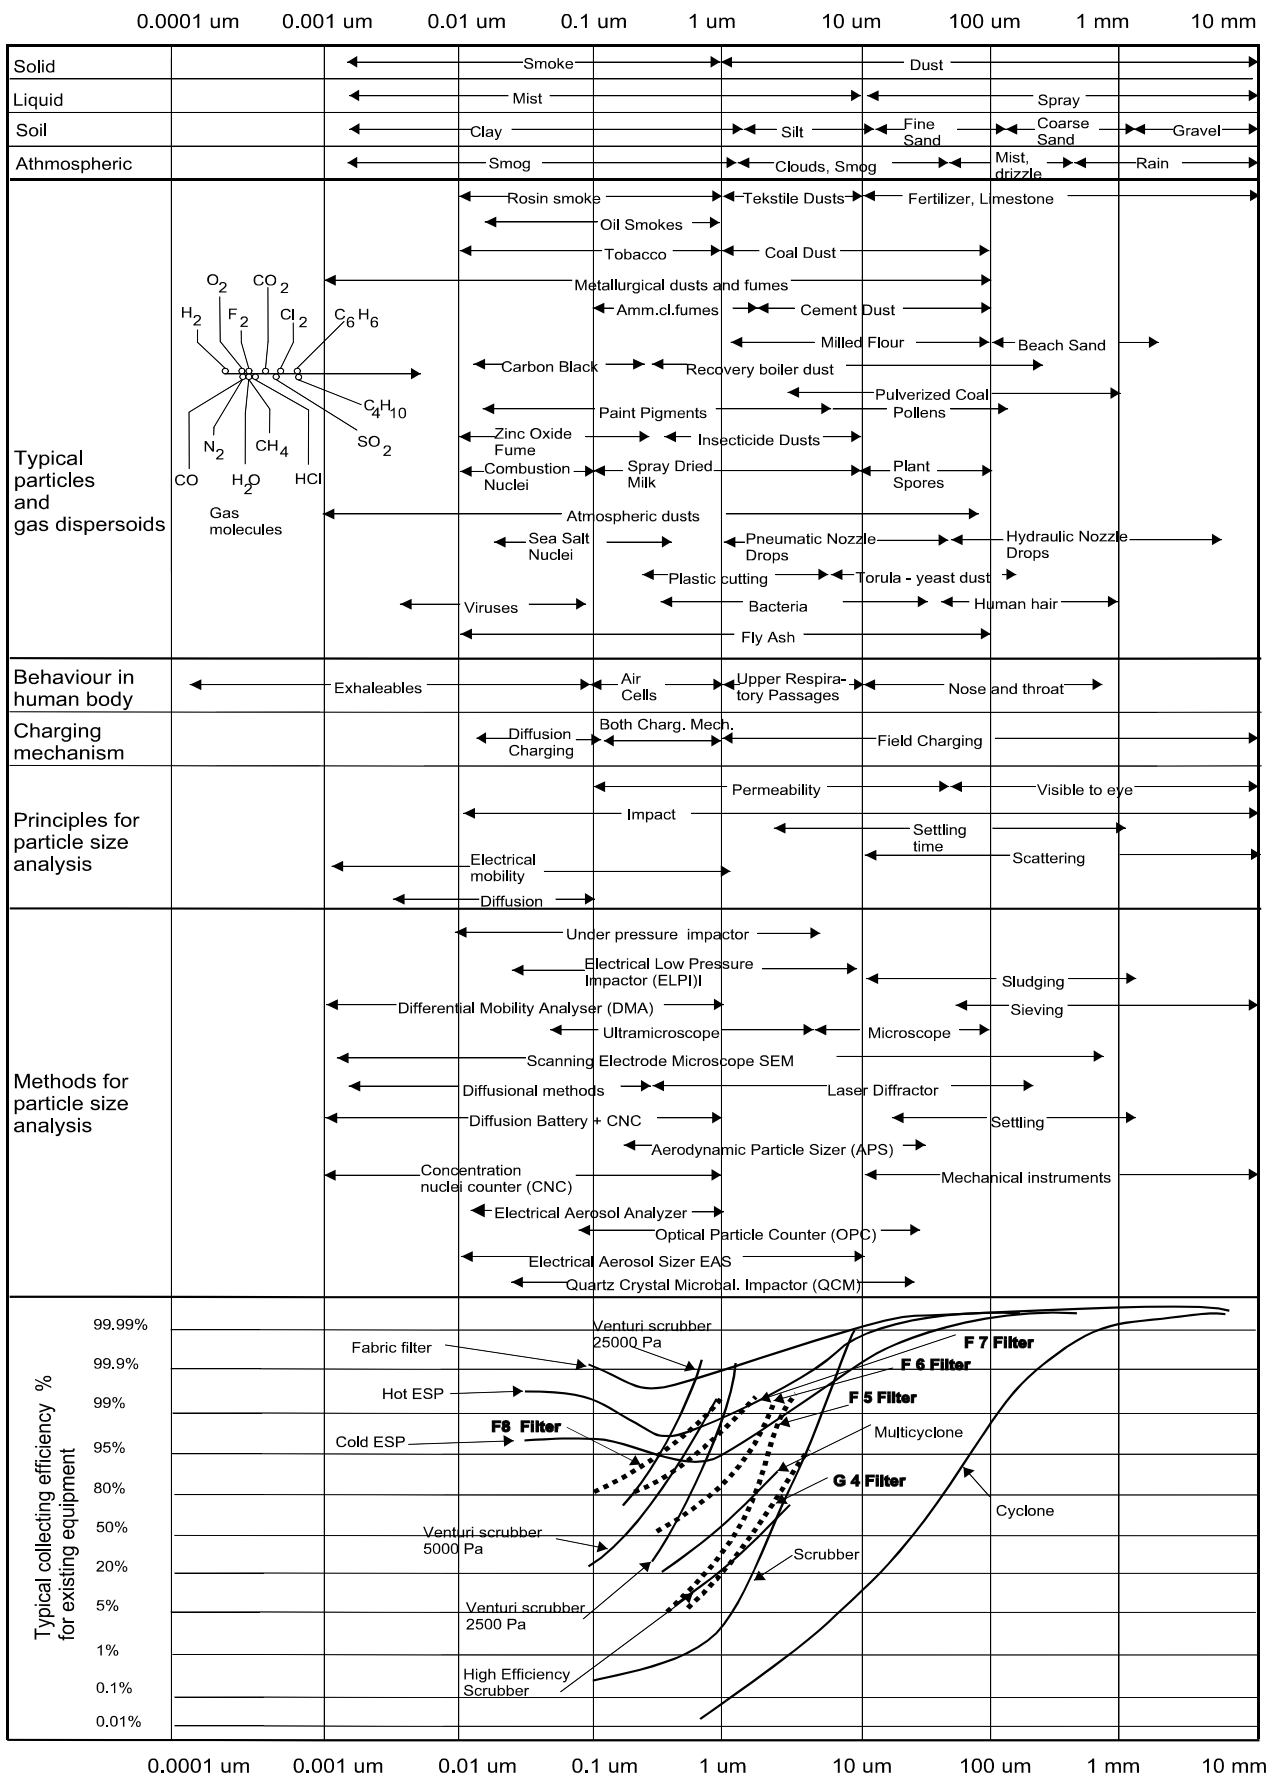 0.0001 um 0.001 um 0.01 um 0.1 um 1 um 10 um 100 um 1 mm 10 mm
Solid Smoke Dust
Liquid Mist Spray
Soil Clay Silt Fine Sand Coarse Sand Gravel
Athmospheric Smog Clouds, Smog Mist, drizzle Rain
Typical
particles
and
gas dispersoids
Rosin smoke Tekstile Dusts Fertilizer, Limestone
Oil Smokes
Tobacco Coal Dust
Metallurgical dusts and fumes
Amm.cl.fumes Cement Dust
Milled Flour Beach Sand
Carbon Black Recovery boiler dust
Pulverized Coal
Paint Pigments Pollens
Zinc Oxide Fume Insecticide Dusts
Combustion Nuclei Spray Dried Milk Plant Spores
Atmospheric dusts
Sea Salt Nuclei Pneumatic Nozzle Drops Hydraulic Nozzle Drops
Plastic cutting Torula - yeast dust
Viruses Bacteria Human hair
Fly Ash
O2 CO2
H2 F2 Cl2 C6H6
C4H10
N2 CH4 SO2
CO H2O HCl
Gas
molecules
Behaviour in
human body
Exhaleables Air Cells Upper Respira-tory Passages Nose and throat
Charging
mechanism
Diffusion Charging Both Charg. Mech. Field Charging
Principles for
particle size
analysis
Permeability Visible to eye
Impact
Settling time
Scattering
Electrical mobility
Diffusion
Methods for
particle size
analysis
Under pressure impactor
Electrical Low Pressure
Impactor (ELPI)l
Sludging
Differential Mobility Analyser (DMA) Sieving
Ultramicroscope Microscope
Scanning Electrode Microscope SEM
Diffusional methods Laser Diffractor
Diffusion Battery + CNC Settling
Aerodynamic Particle Sizer (APS)
Concentration
nuclei counter (CNC)
Mechanical instruments
Electrical Aerosol Analyzer
Optical Particle Counter (OPC)
Electrical Aerosol Sizer EAS
Quartz Crystal Microbal. Impactor (QCM)
Typical collecting efficiency %
for existing equipment
99.99%
99.9%
99%
95%
80%
50%
20%
5%
1%
0.1%
0.01%
Venturi scrubber
25000 Pa
Fabric filter
F 7 Filter
F 6 Filter
Hot ESP
F 5 Filter
F8 Filter
Multicyclone
Cold ESP
G 4 Filter
Cyclone
Venturi scrubber
5000 Pa
Scrubber
Venturi scrubber
2500 Pa
High Efficiency
Scrubber
0.0001 um 0.001 um 0.01 um 0.1 um 1 um 10 um 100 um 1 mm 10 mm